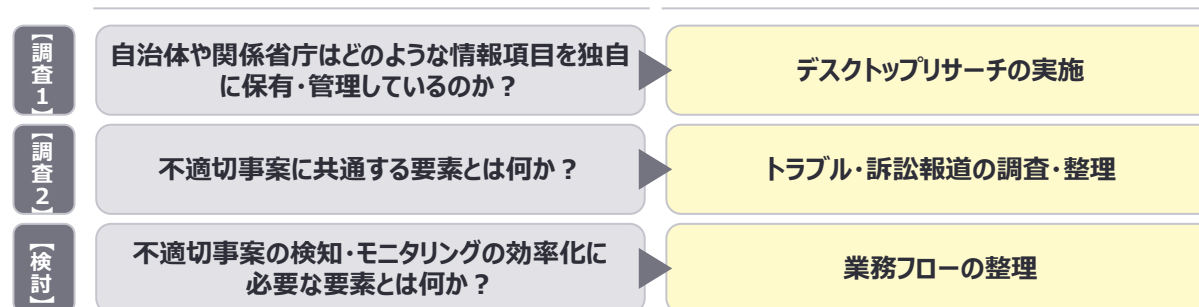 【調査1】
自治体や関係省庁はどのような情報項目を独自
に保有・管理しているのか？
デスクトップリサーチの実施
【調査2】
不適切事案に共通する要素とは何か？
トラブル・訴訟報道の調査・整理
【検討】
不適切事案の検知・モニタリングの効率化に
必要な要素とは何か？
業務フローの整理